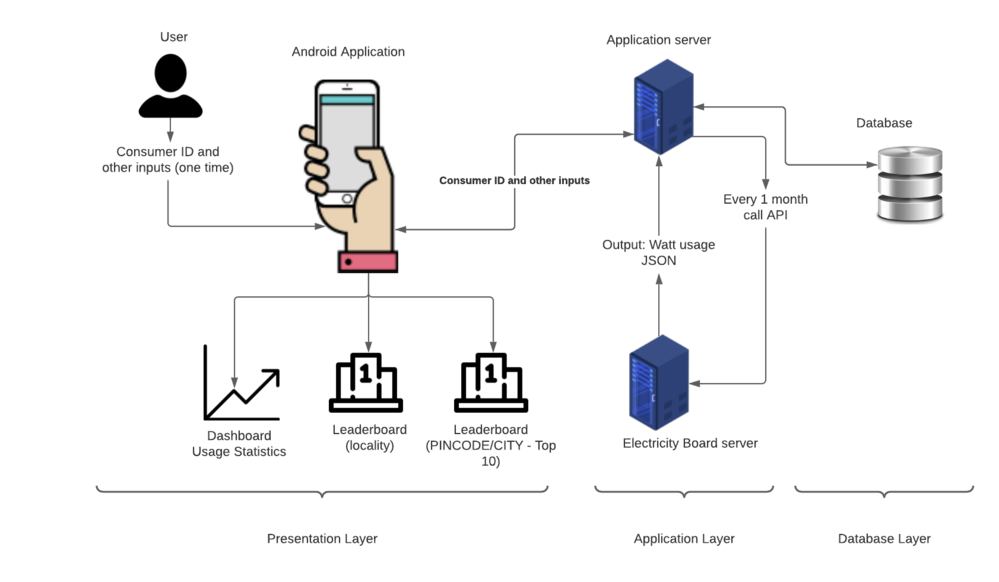 User
Android Application
Application server
Database
Consumer ID and
other inputs (one time)
Consumer ID and other inputs
Every 1 month
call API
Output: Watt usage
JSON
1
1
Dashboard
Usage Statistics
Leaderboard
(locality)
Leaderboard
(PINCODE/CITY - Top
10)
Electricity Board server
Presentation Layer
Application Layer
Database Layer